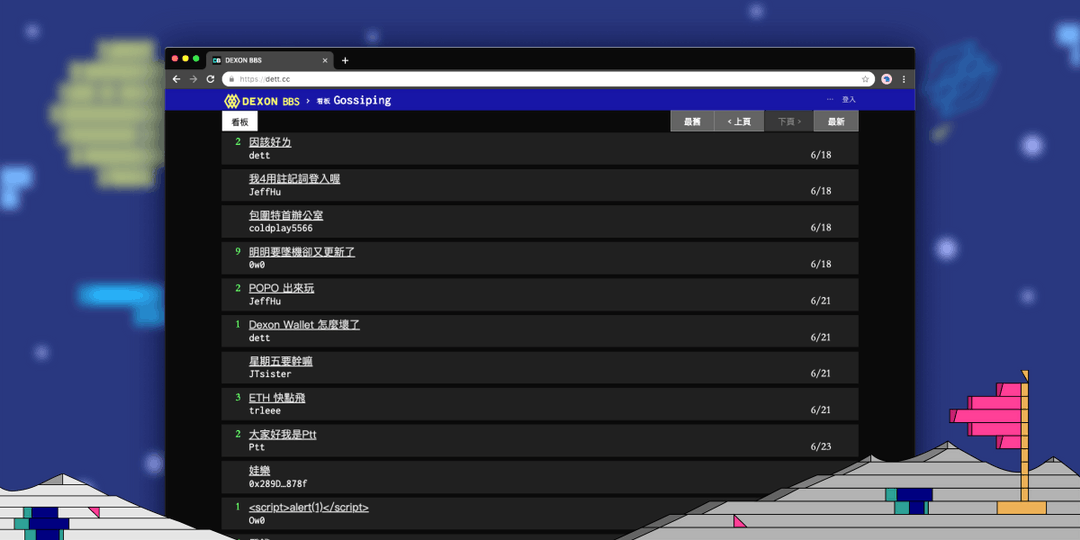 DEXON BBS
https://dett.cc
DEXON BBS › 看板 Gossiping ... 登入
看板 最舊 ‹ 上頁 下頁 › 最新
2 因該好ㄌ
dett 6/18
我4用註記詞登入喔
JeffHu 6/18
包圍特首辦公室
coldplay5566 6/18
9 明明要墜機卻又更新了
0w0 6/18
2 POPO 出來玩
JeffHu 6/21
1 Dexon Wallet 怎麼壞了
dett 6/21
星期五要幹嘛
JTsister 6/21
3 ETH 快點飛
trleee 6/21
2 大家好我是Ptt
Ptt 6/23
娃樂
0x289D…878f
1 <script>alert(1)</script>
Ow0